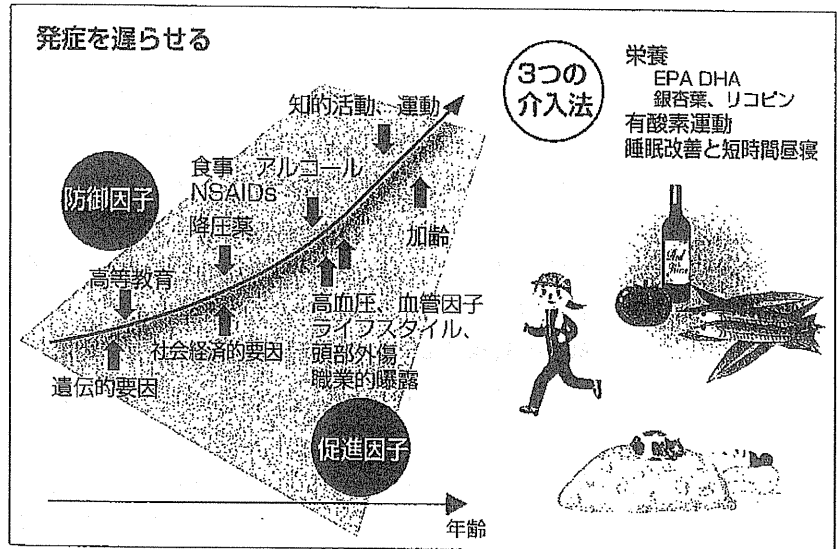 発症を遅らせる
知的活動、運動
食事 アルコール
NSAIDs
降圧薬
防御因子
高等教育
加齢
高血圧、血管因子
ライフスタイル、
頭部外傷、
職業的曝露
社会経済的要因
遺伝的要因
促進因子
年齢
3つの
介入法
栄養
EPA DHA
銀杏葉、リコピン
有酸素運動
睡眠改善と短時間昼寝